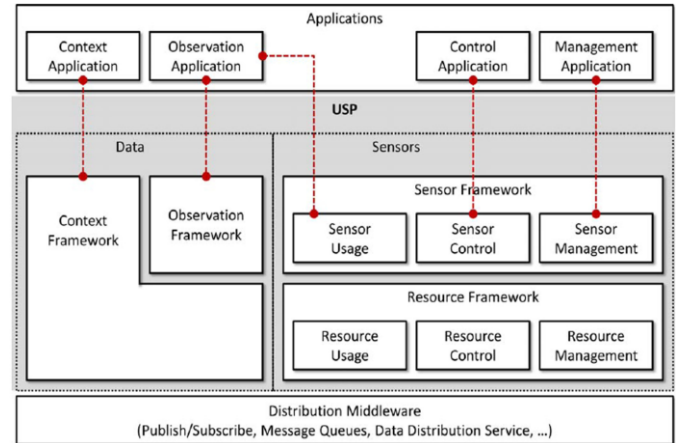 Applications
Context
Application
Observation
Application
Control
Application
Management
Application
USP
Data
Sensors
Context
Framework
Observation
Framework
Sensor Framework
Sensor
Usage
Sensor
Control
Sensor
Management
Resource Framework
Resource
Usage
Resource
Control
Resource
Management
Distribution Middleware
(Publish/Subscribe, Message Queues, Data Distribution Service, ...)